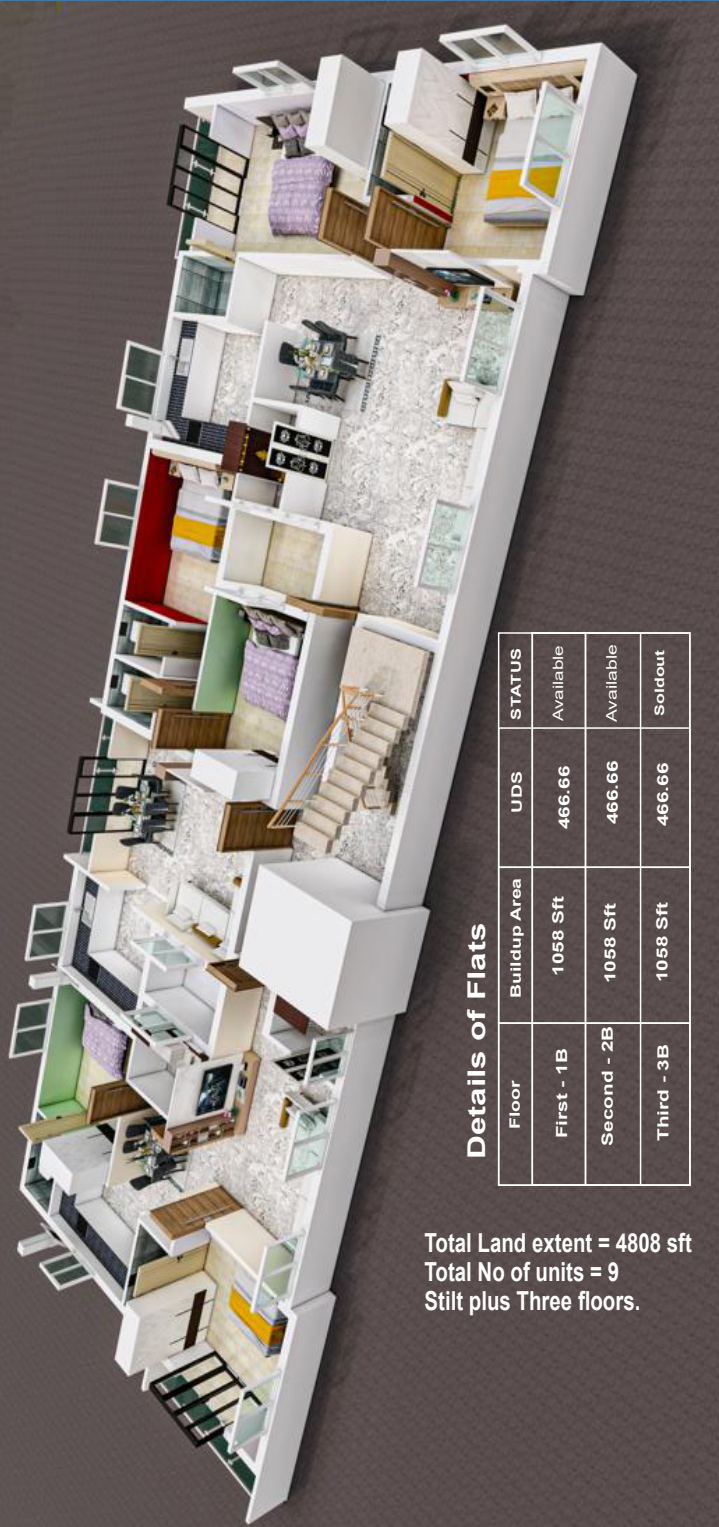 Details of Flats
Floor Buildup Area UDS STATUS
First - 1B 1058 Sft 466.66 Available
Second - 2B 1058 Sft 466.66 Available
Third - 3B 1058 Sft 466.66 Soldout
Total Land extent = 4808 sft
Total No of units = 9
Stilt plus Three floors.